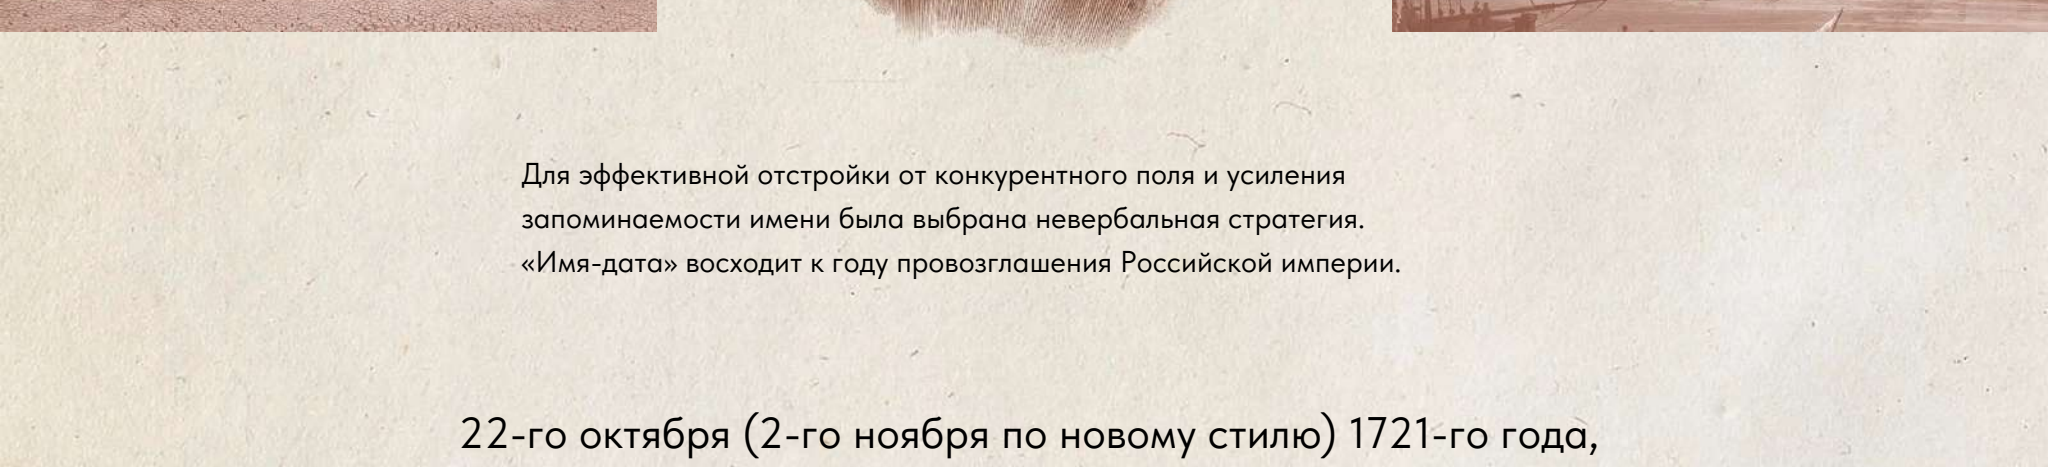 Для эффективной отстройки от конкурентного поля и усиления
запоминаемости имени была выбрана невербальная стратегия.
«Имя-дата» восходит к году провозглашения Российской империи.
22-го октября (2-го ноября по новому стилю) 1721-го года,